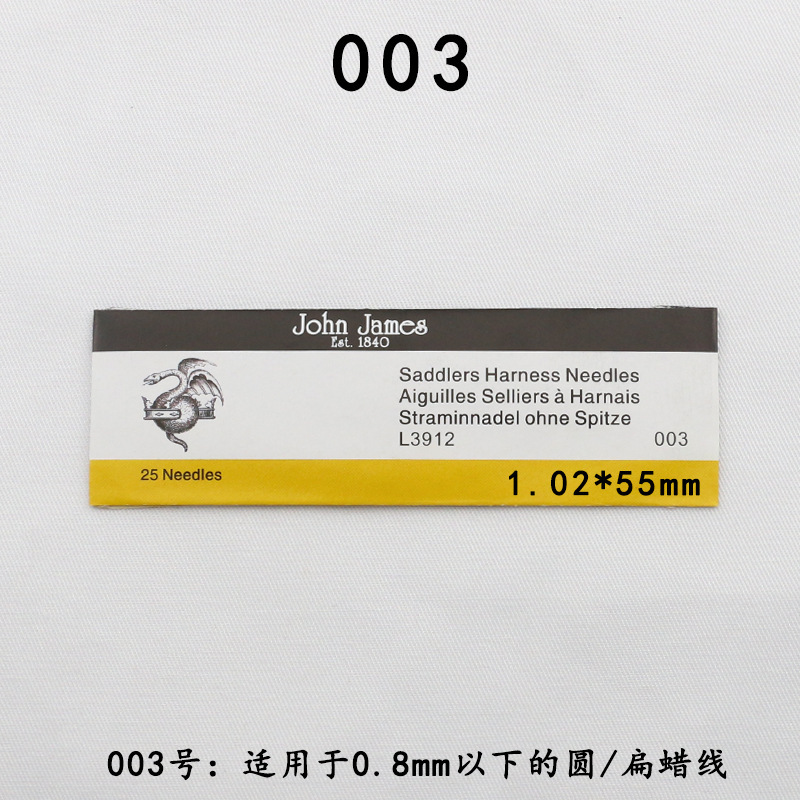 003
John James
Est. 1840
Saddlers Harness Needles
Aiguilles Selliers à Harnais
Straminnadel ohne Spitze
L3912 003
25 Needles
1.02*55mm
003号：适用于0.8mm以下的圆/扁蜡线